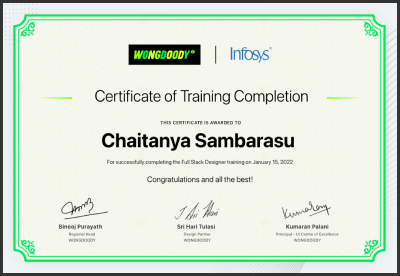 WONGDOODY
Infosys
Certificate of Training Completion
THIS CERTIFICATE IS AWARDED TO
Chaitanya Sambarasu
For successfully completing the Full Stack Designer training on January 15, 2022
Congratulations and all the best!
Binooj Purayath
Regional Head
WONGDOODY
Sri Hari Tulasi
Design Partner
WONGDOODY
Kumaran Palani
Principal - UI Centre of Excellence
WONGDOODY